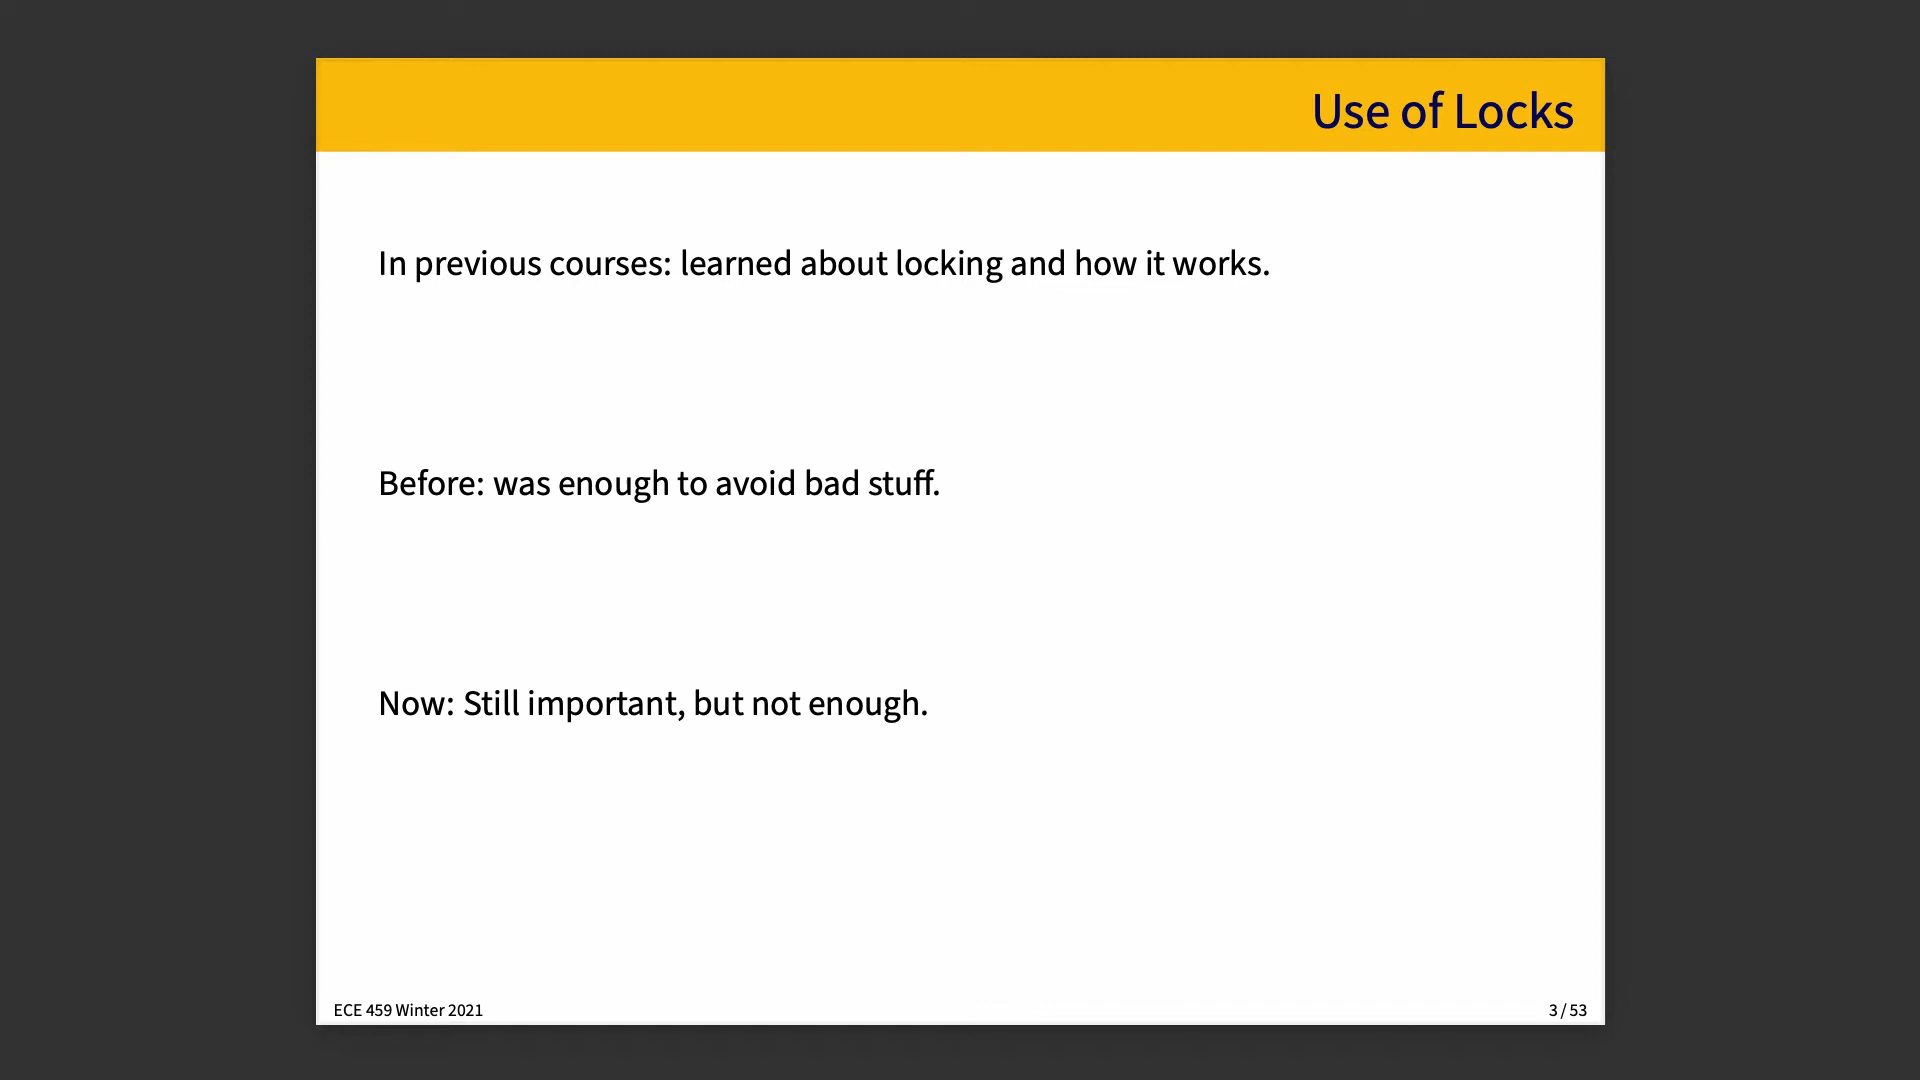 Use of Locks
In previous courses: learned about locking and how it works.
Before: was enough to avoid bad stuff.
Now: Still important, but not enough.
ECE 459 Winter 2021
3 / 53